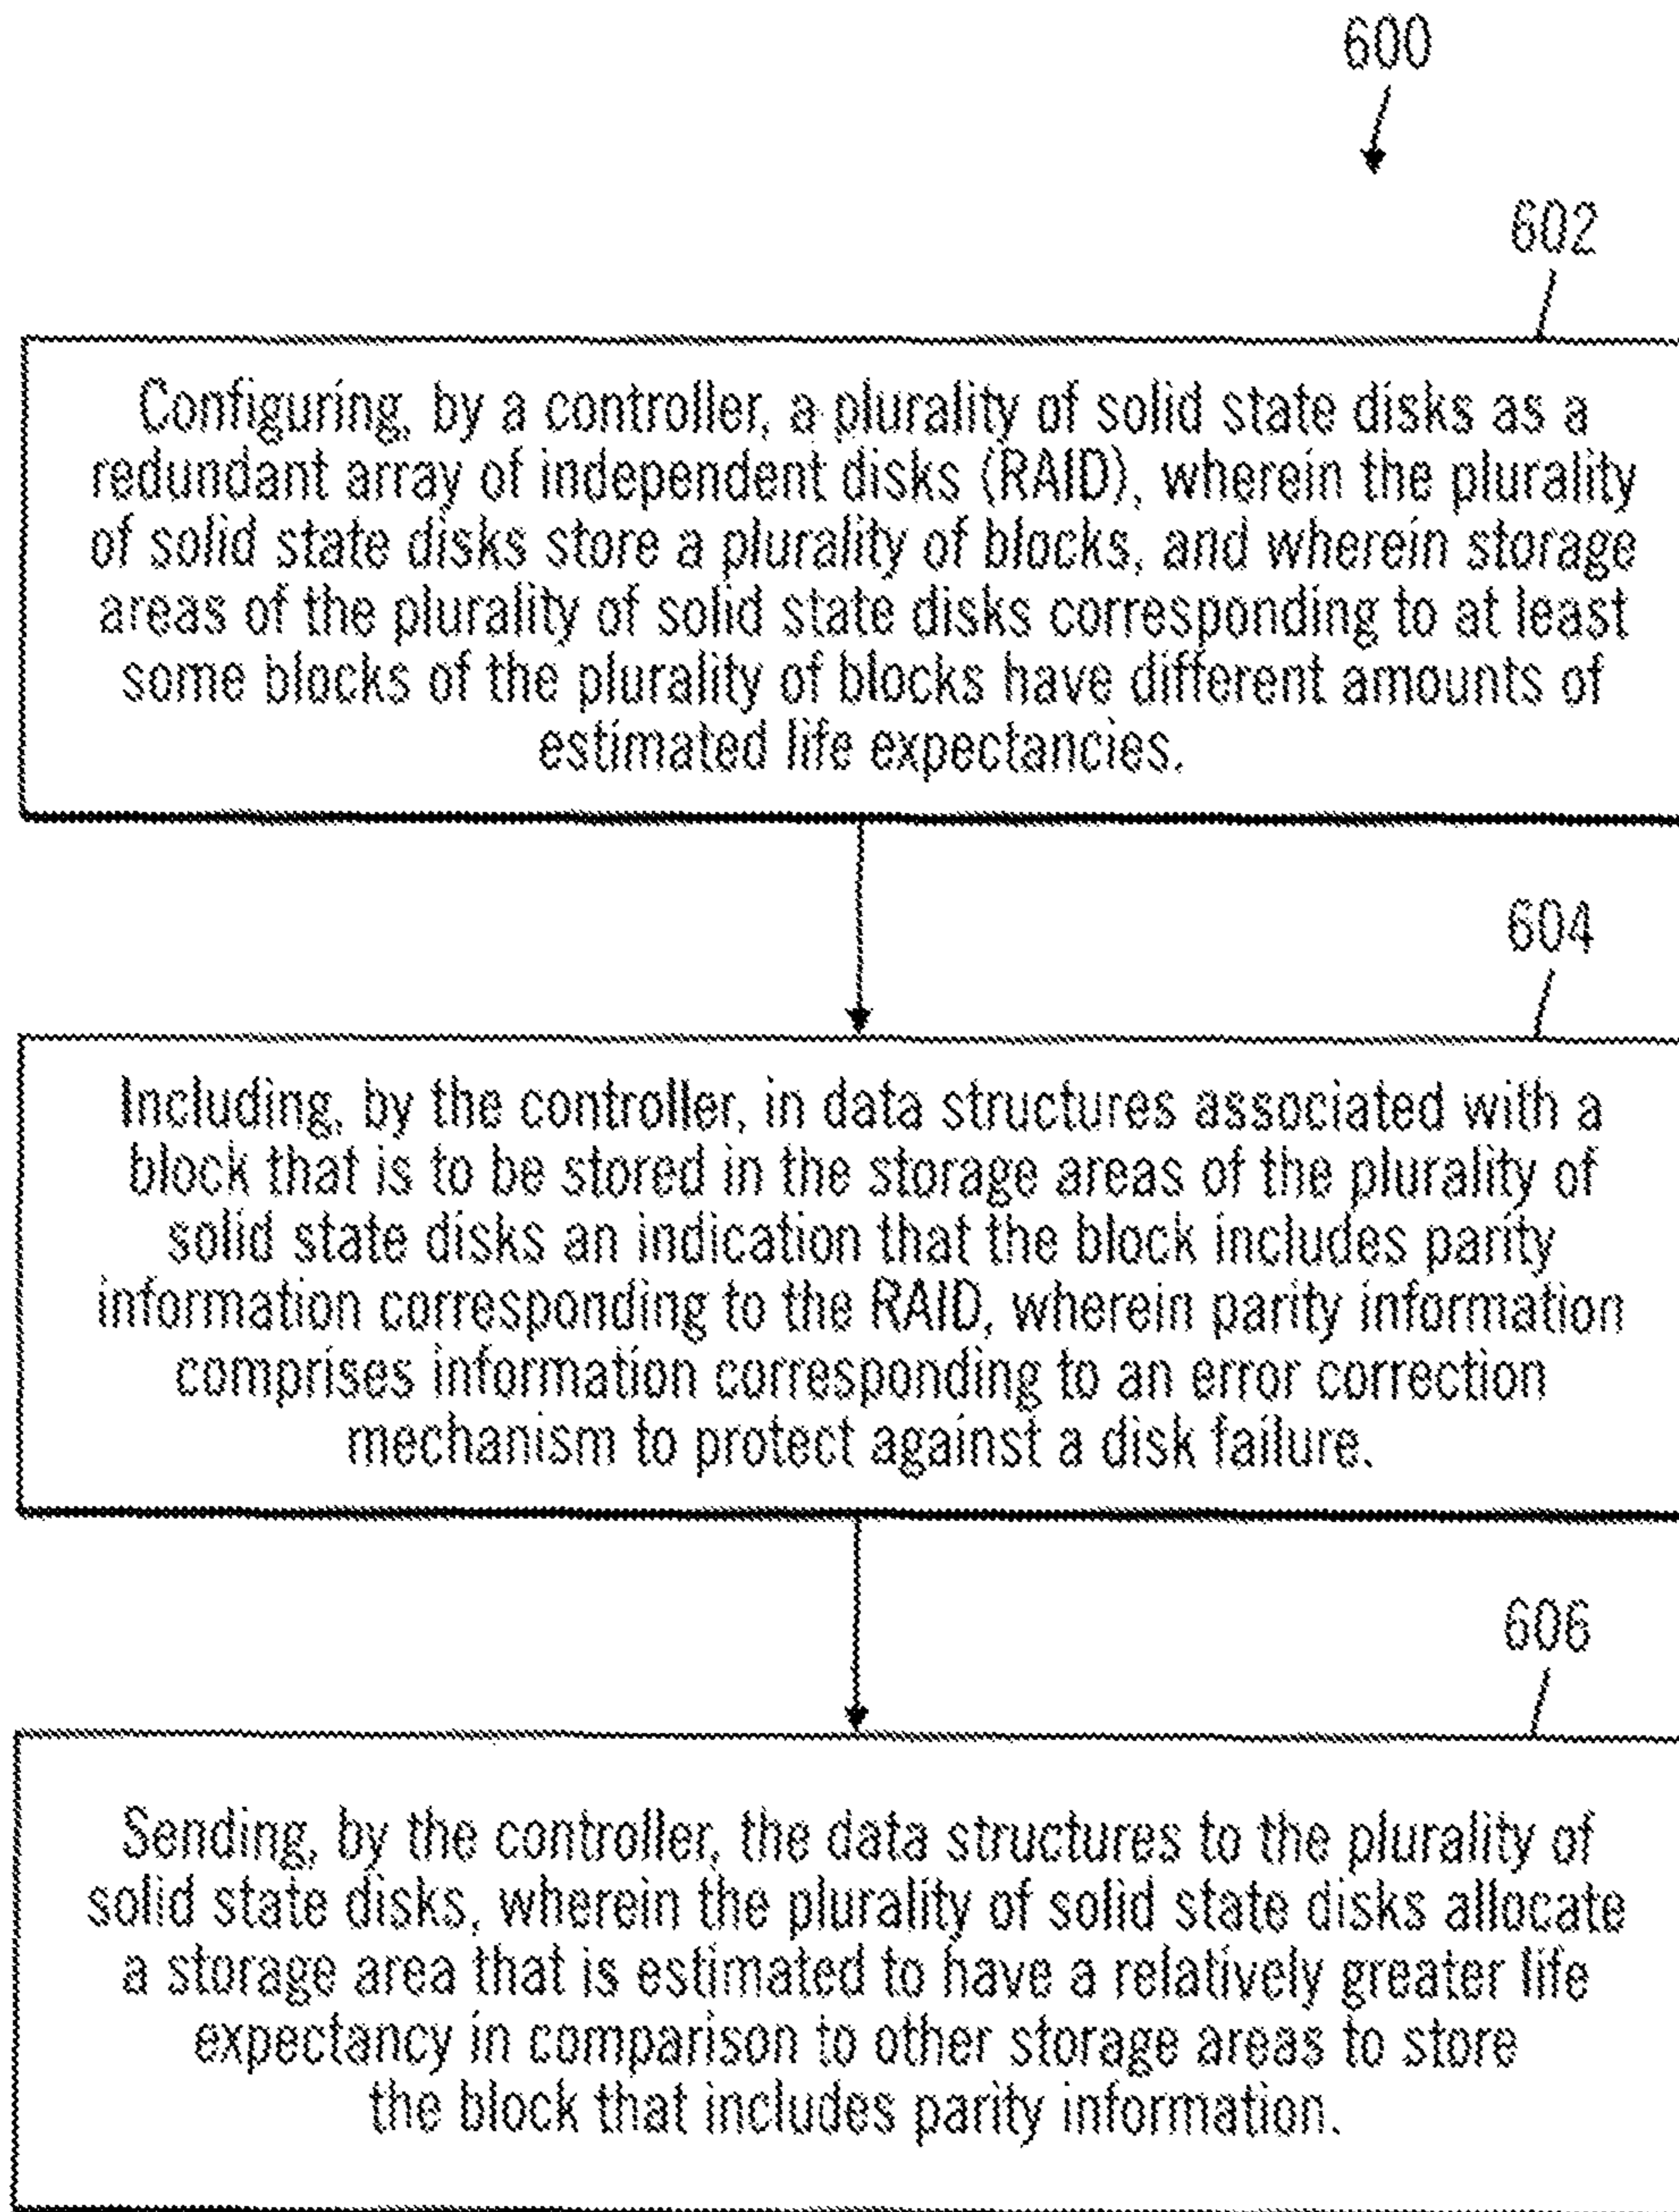 600
602
Configuring, by a controller, a plurality of solid state disks as a
redundant array of independent disks (RAID), wherein the plurality
of solid state disks store a plurality of blocks, and wherein storage
areas of the plurality of solid state disks corresponding to at least
some blocks of the plurality of blocks have different amounts of
estimated life expectancies.
604
Including, by the controller, in data structures associated with a
block that is to be stored in the storage areas of the plurality of
solid state disks an indication that the block includes parity
information corresponding to the RAID, wherein parity information
comprises information corresponding to an error correction
mechanism to protect against a disk failure.
606
Sending, by the controller, the data structures to the plurality of
solid state disks, wherein the plurality of solid state disks allocate
a storage area that is estimated to have a relatively greater life
expectancy in comparison to other storage areas to store
the block that includes parity information.